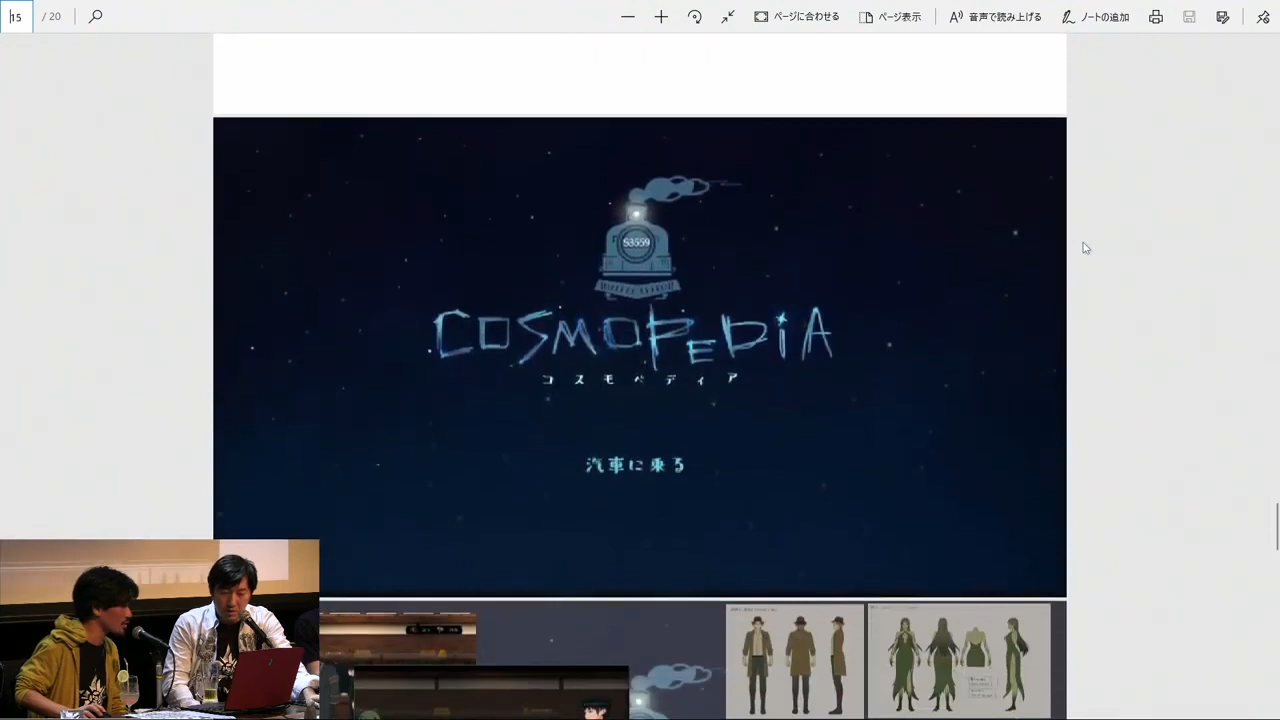 15 / 20
ページに合わせる
ページ表示
音声で読み上げる
ノートの追加
S3559
COSMOPEDiA
コスモペディア
汽車に乗る